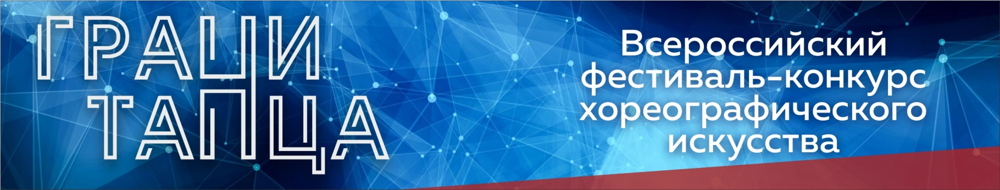 ГРАНИ
ТАНЦА
Всероссийский
фестиваль-конкурс
хореографического
искусства